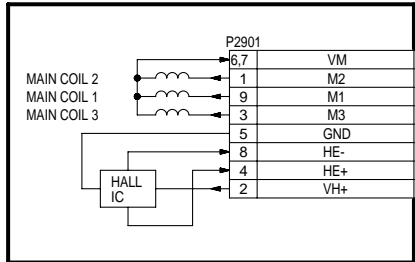 P2901
6,7 VM
MAIN COIL 2 1 M2
MAIN COIL 1 9 M1
MAIN COIL 3 3 M3
5 GND
8 HE-
4 HE+
HALL IC
2 VH+